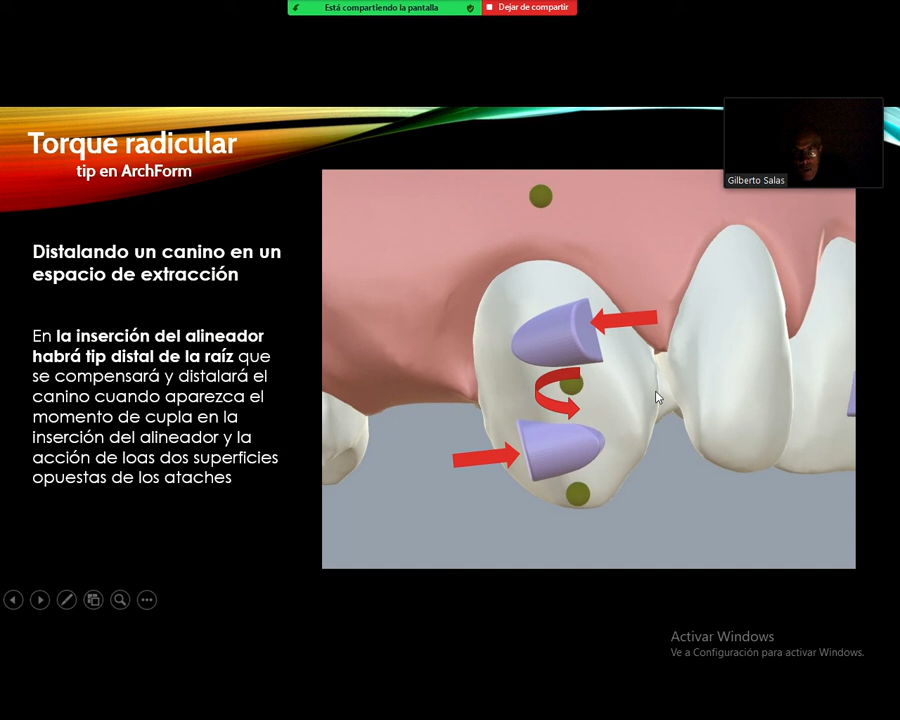 Está compartiendo la pantalla
Dejar de compartir
Torque radicular
tip en ArchForm
Gilberto Salas
Distalando un canino en un
espacio de extracción
En la inserción del alineador
habrá tip distal de la raíz que
se compensará y distalará el
canino cuando aparezca el
momento de cupla en la
inserción del alineador y la
acción de loas dos superficies
opuestas de los ataches
Activar Windows
Ve a Configuración para activar Windows.